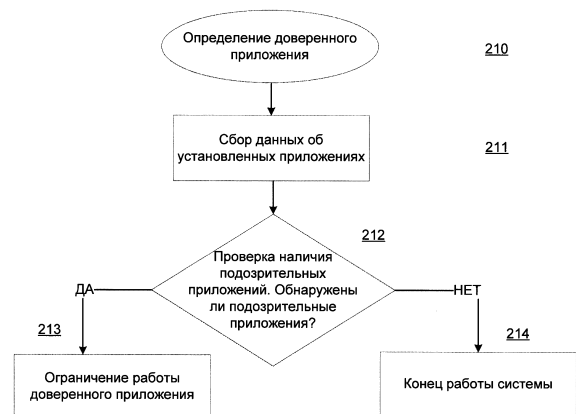 Определение доверенного
приложения
210
Сбор данных об
установленных приложениях
211
212
Проверка наличия
подозрительных
приложений. Обнаружены
ли подозрительные
приложения?
ДА
НЕТ
213
214
Ограничение работы
доверенного приложения
Конец работы системы